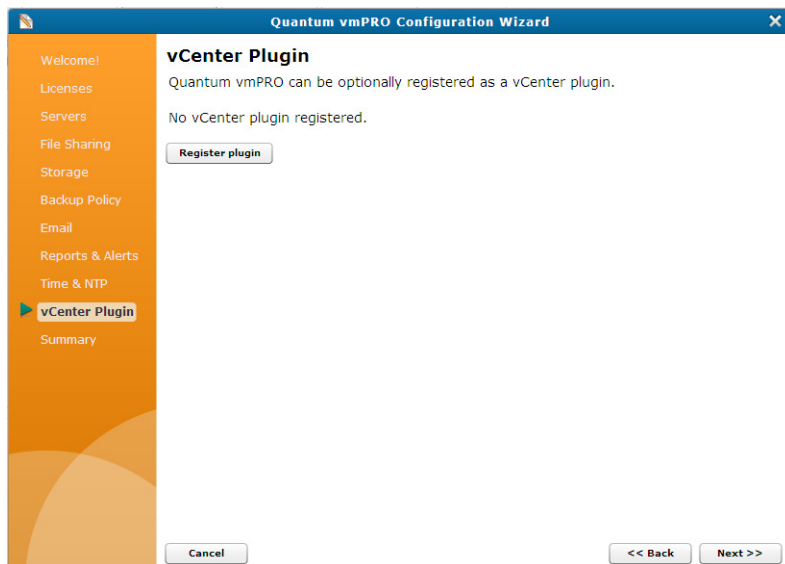 Quantum vmPRO Configuration Wizard
Welcome!
Licenses
Servers
File Sharing
Storage
Backup Policy
Email
Reports & Alerts
Time & NTP
vCenter Plugin
Summary
vCenter Plugin
Quantum vmPRO can be optionally registered as a vCenter plugin.
No vCenter plugin registered.
Register plugin
Cancel
<< Back
Next >>